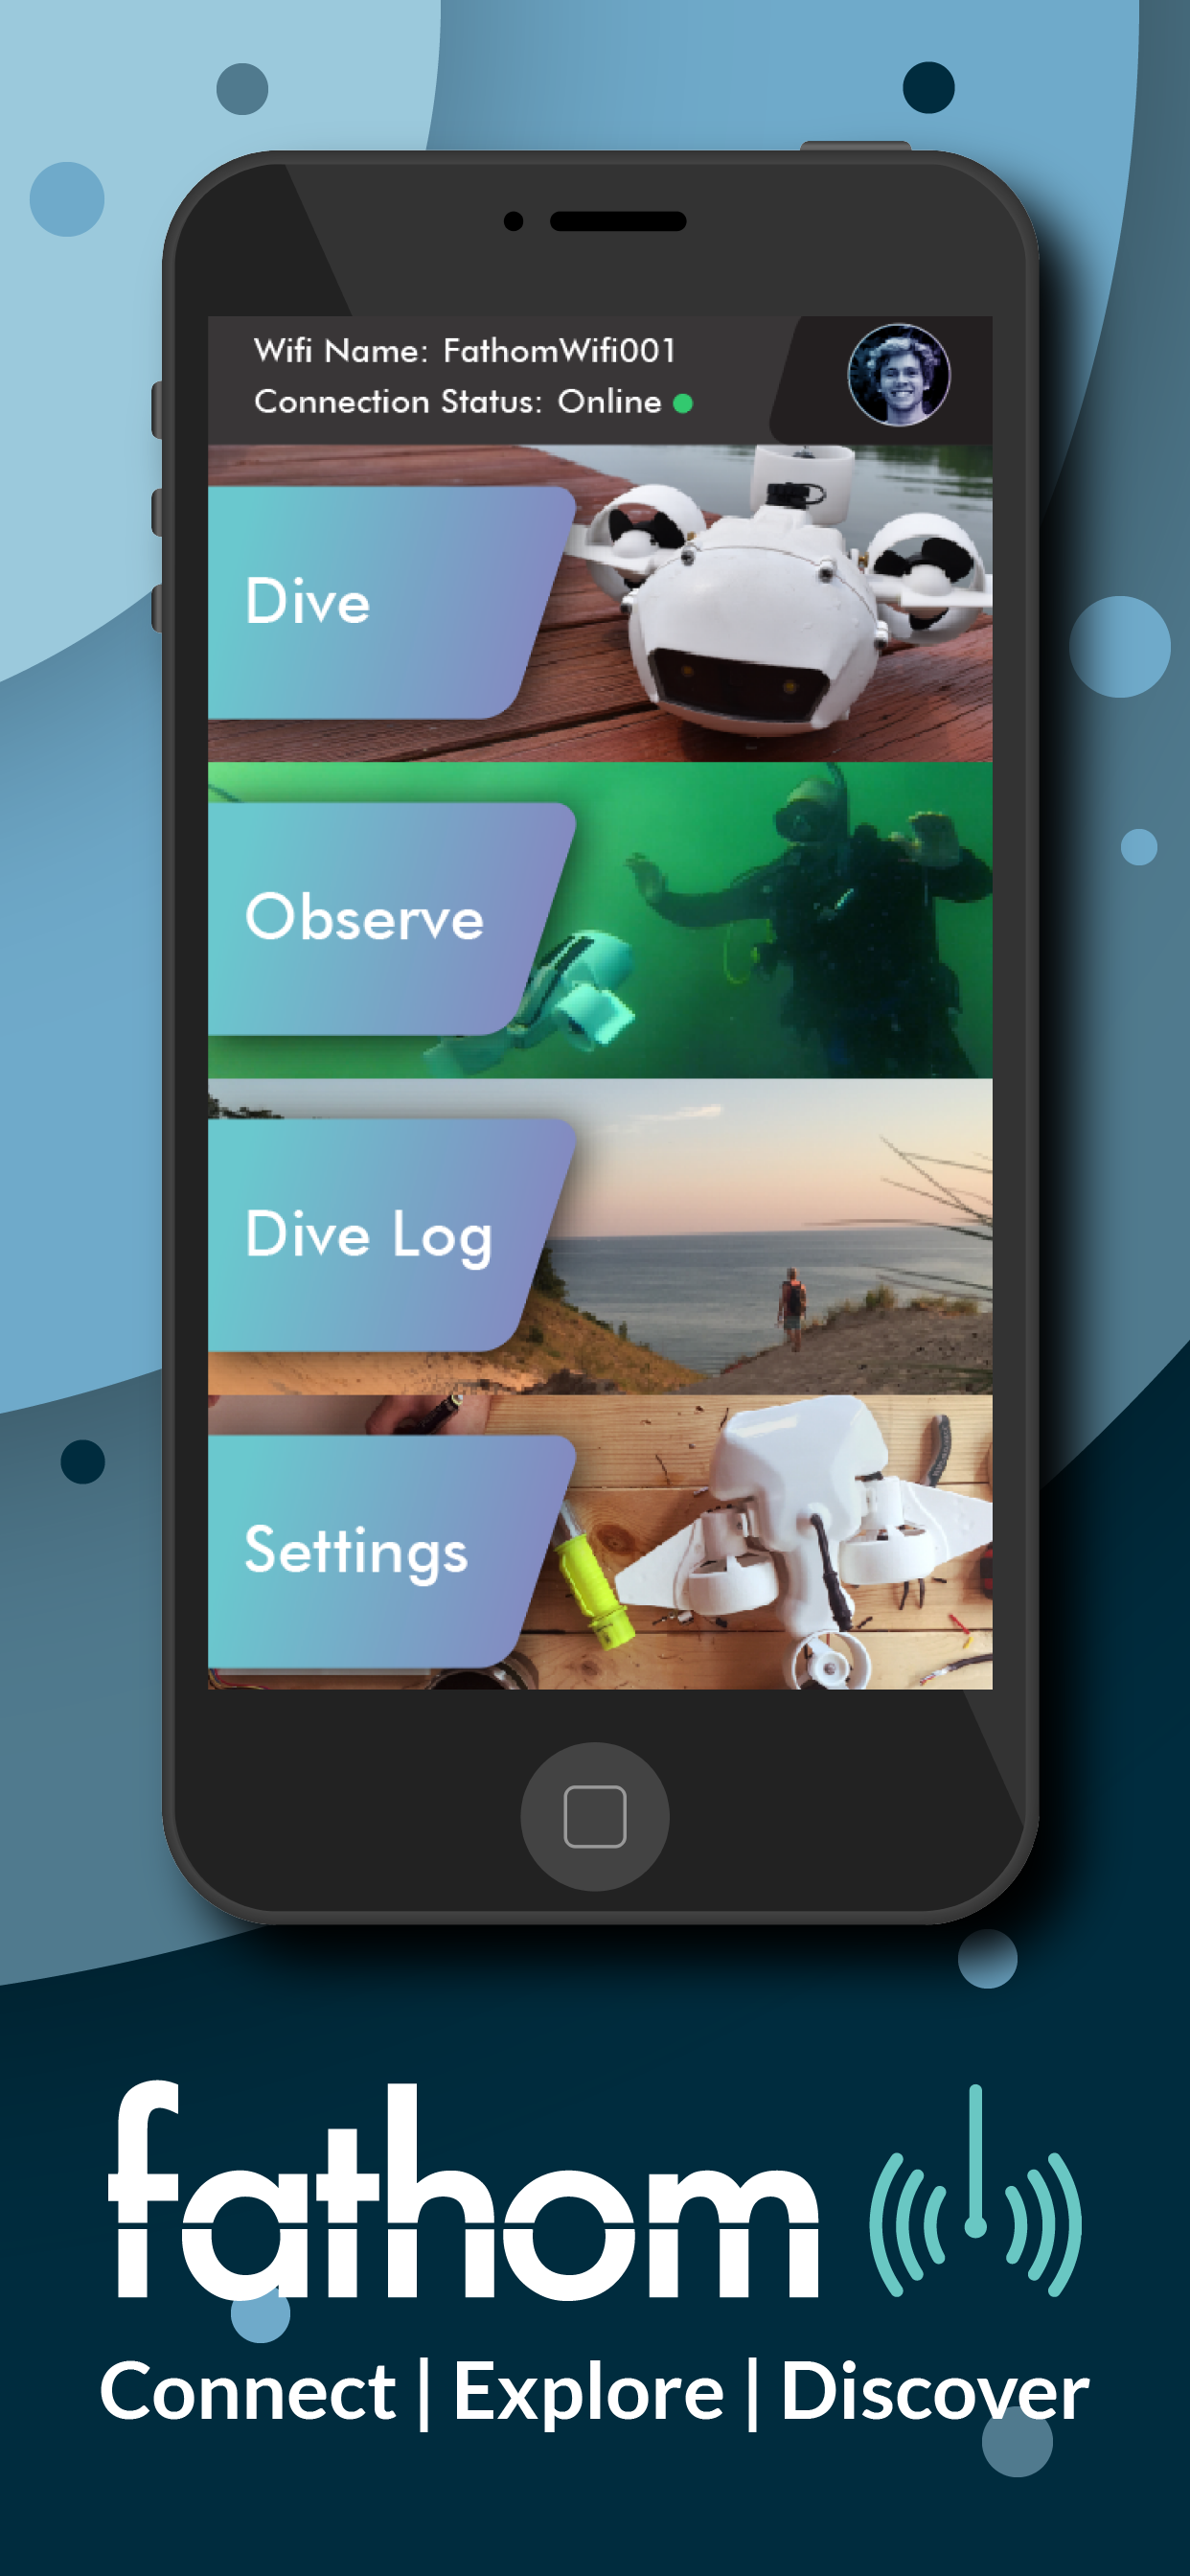 Wifi Name: FathomWifi001
Connection Status: Online
Dive
Observe
Dive Log
Settings
fathom
Connect | Explore | Discover